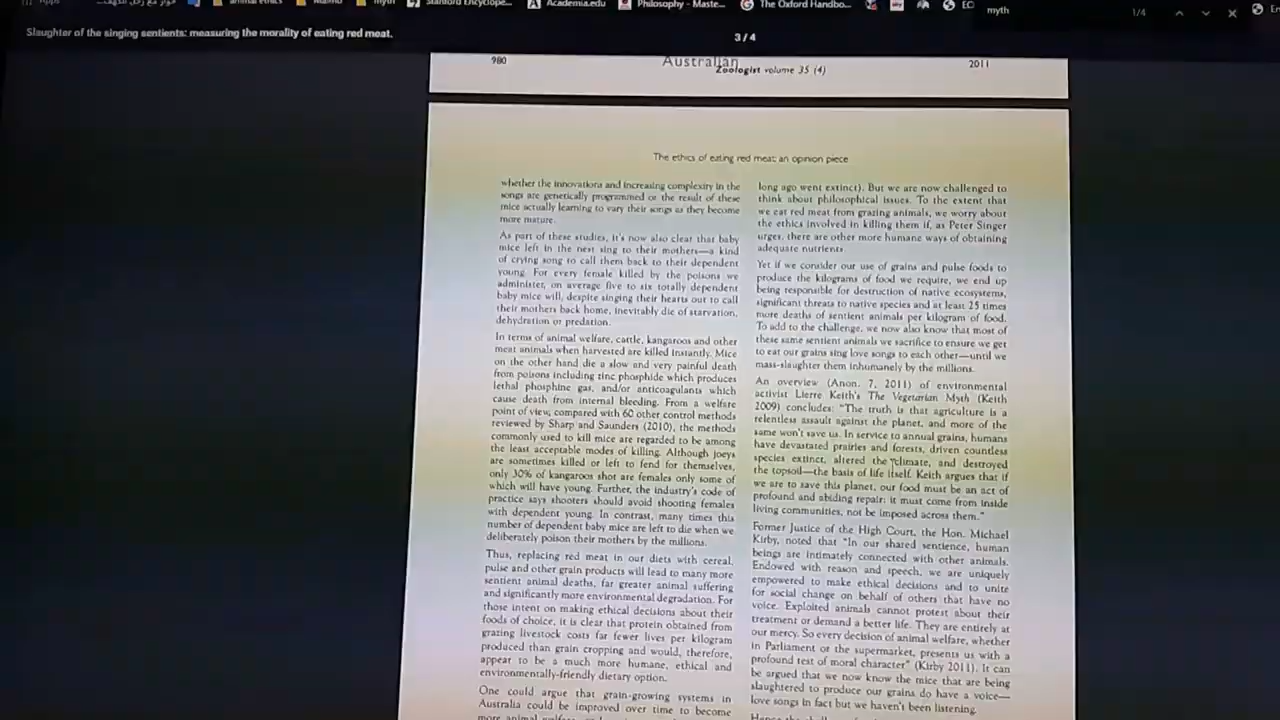 animal ethics
myth
Stanford Encyclope...
Academia.edu
Philosophy - Maste...
The Oxford Handbo...
myth
1/4
Slaughter of the singing sentients: measuring the morality of eating red meat.
3/4
980
Australian
Zoologist volume 35 (4)
2011
The ethics of eating red meat: an opinion piece
whether the innovations and increasing complexity in the
songs are genetically programmed or the result of these
mice actually learning to vary their songs as they become
more mature.
As part of these studies, it's now also clear that baby
mice left in the nest sing to their mothers—a kind
of crying song to call them back to their dependent
young. For every female killed by the poisons we
administer, on average five to six totally dependent
baby mice will, despite singing their hearts out to call
their mothers back home, inevitably die of starvation,
dehydration or predation.
In terms of animal welfare, cattle, kangaroos and other
meat animals when harvested are killed instantly. Mice
on the other hand die a slow and very painful death
from poisons including zinc phosphide which produces
lethal phosphine gas, and/or anticoagulants which
cause death from internal bleeding. From a welfare
point of view, compared with 60 other control methods
reviewed by Sharp and Saunders (2010), the methods
commonly used to kill mice are regarded to be among
the least acceptable modes of killing. Although joeys
are sometimes killed or left to fend for themselves,
only 30% of kangaroos shot are females only some of
which will have young. Further, the industry's code of
practice says shooters should avoid shooting females
with dependent young. In contrast, many times this
number of dependent baby mice are left to die when we
deliberately poison their mothers by the millions.
Thus, replacing red meat in our diets with cereal,
pulse and other grain products will lead to many more
sentient animal deaths, far greater animal suffering
and significantly more environmental degradation. For
those intent on making ethical decisions about their
foods of choice, it is clear that protein obtained from
grazing livestock costs far fewer lives per kilogram
produced than grain cropping and would, therefore,
appear to be a much more humane, ethical and
environmentally-friendly dietary option.
One could argue that grain-growing systems in
Australia could be improved over time to become
long ago went extinct). But we are now challenged to
think about philosophical issues. To the extent that
we eat red meat from grazing animals, we worry about
the ethics involved in killing them if, as Peter Singer
urges, there are other more humane ways of obtaining
adequate nutrients.
Yet if we consider our use of grains and pulse foods to
produce the kilograms of food we require, we end up
being responsible for destruction of native ecosystems,
significant threats to native species and at least 25 times
more deaths of sentient animals per kilogram of food.
To add to the challenge, we now also know that most of
these same sentient animals we sacrifice to ensure we get
to eat our grains sing love songs to each other—until we
mass-slaughter them inhumanely by the millions.
An overview (Anon. 7, 2011) of environmental
activist Lierre Keith's The Vegetarian Myth (Keith
2009) concludes: "The truth is that agriculture is a
relentless assault against the planet, and more of the
same won't save us. In service to annual grains, humans
have devastated prairies and forests, driven countless
species extinct, altered the climate, and destroyed
the topsoil—the basis of life itself. Keith argues that if
we are to save this planet, our food must be an act of
profound and abiding repair: it must come from inside
living communities, not be imposed across them."
Former Justice of the High Court, the Hon. Michael
Kirby, noted that "In our shared sentience, human
beings are intimately connected with other animals.
Endowed with reason and speech, we are uniquely
empowered to make ethical decisions and to unite
for social change on behalf of others that have no
voice. Exploited animals cannot protest about their
treatment or demand a better life. They are entirely at
our mercy. So every decision of animal welfare, whether
in Parliament or the supermarket, presents us with a
profound test of moral character" (Kirby 2011). It can
be argued that we now know the mice that are being
slaughtered to produce our grains do have a voice—
love songs in fact but we haven't been listening.